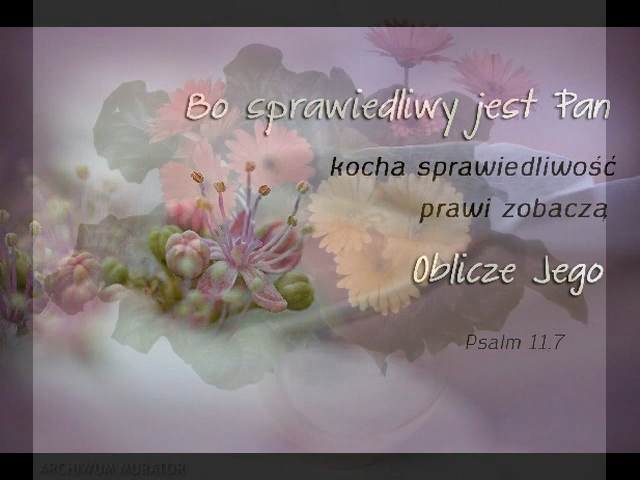 Bo sprawiedliwy jest Pan
kocha sprawiedliwość
prawi zobaczą
Oblicze Jego
Psalm 11,7
ARCHIWUM MURATOR